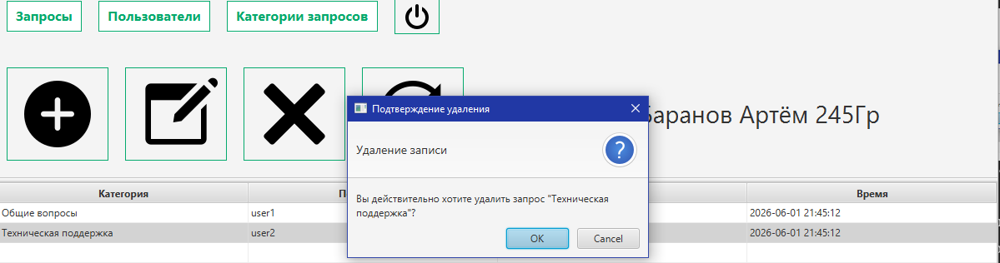 Запросы Пользователи Категории запросов
Подтверждение удаления
Баранов Артём 245Гр
Удаление записи
Категория Время
Вы действительно хотите удалить запрос "Техническая
поддержка"?
Общие вопросы user1 2026-06-01 21:45:12
Техническая поддержка user2 2026-06-01 21:45:12
OK Cancel